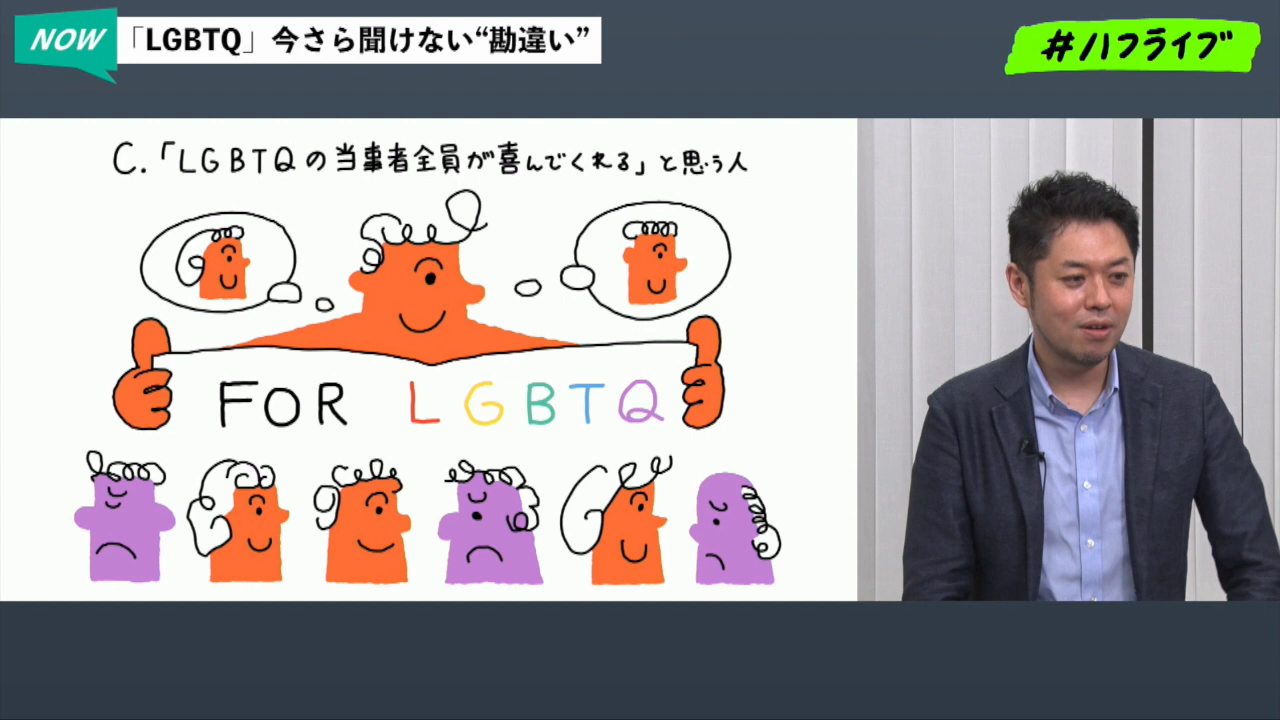 NOW
「LGBTQ」今さら聞けない“勘違い”
#ハフライブ
C.「LGBTQの当事者全員が喜んでくれる」と思う人
FOR LGBTQ